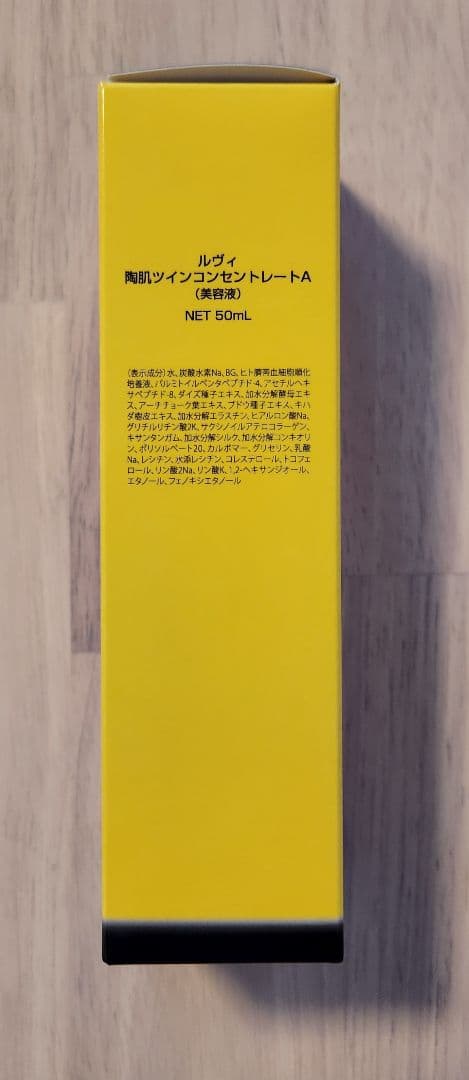 ルヴィ
陶肌ツインコンセントレートA
(美容液)
NET 50mL
(表示成分)水、炭酸水素Na、BG、ヒト臍帯血細胞順化
培養液、パルミトイルペンタペプチド-4、アセチルヘキ
サペプチド-8、ダイズ種子エキス、加水分解酵母エキ
ス、アーチチョーク葉エキス、ブドウ種子エキス、キハ
ダ樹皮エキス、加水分解エラスチン、ヒアルロン酸Na、
グリチルリチン酸2K、サクシノイルアテロコラーゲン、
キサンタンガム、加水分解シルク、加水分解コンキオリ
ン、ポリソルベート20、カルボマー、グリセリン、乳酸
Na、レシチン、水添レシチン、コレステロール、トコフェ
ロール、リン酸2Na、リン酸K、1,2-ヘキサンジオール、
エタノール、フェノキシエタノール